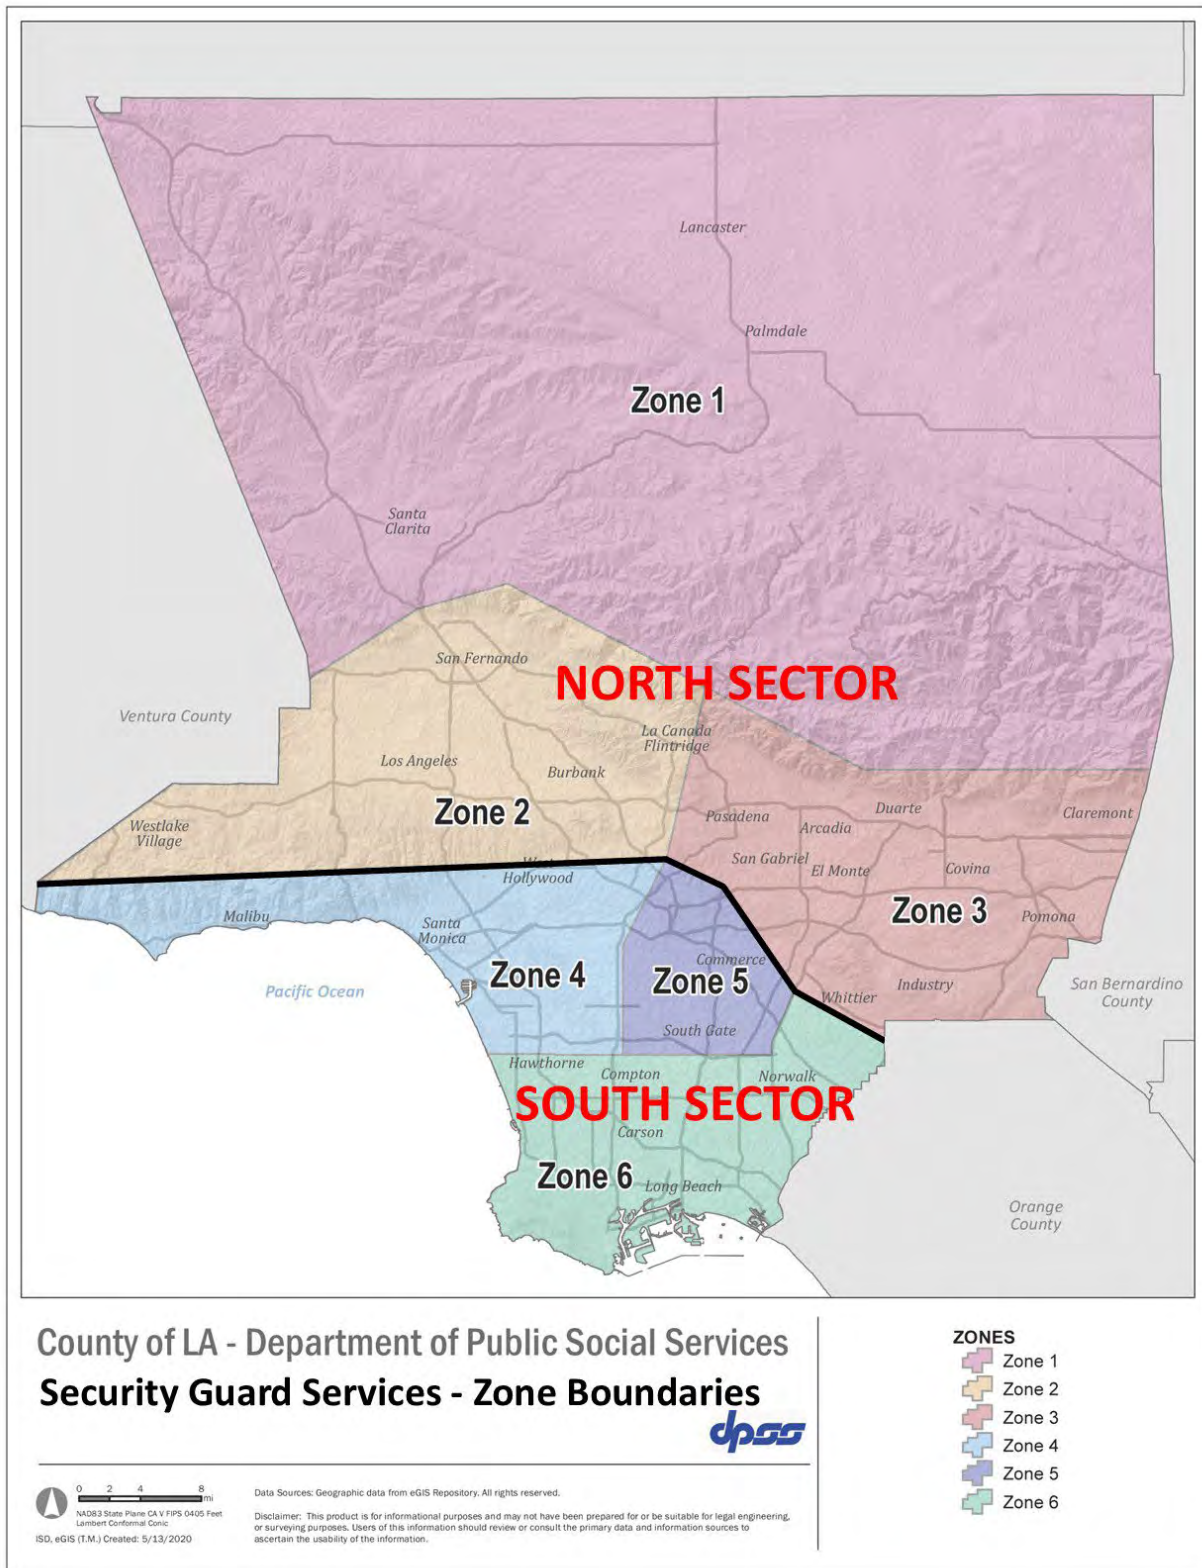 Lancaster
Palmdale
Zone 1
Santa
Clarita
San Fernando
NORTH SECTOR
Ventura County
La Canada
Flintridge
Los Angeles
Burbank
Zone 2
Westlake
Village
Pasadena
Duarte
Arcadia
Claremont
San Gabriel
El Monte
Covina
West
Hollywood
Malibu
Santa
Monica
Zone 3
Pomona
Commerce
Zone 4
Zone 5
Pacific Ocean
Whittier
Industry
San Bernardino
County
South Gate
Hawthorne
Compton
Norwalk
SOUTH SECTOR
Carson
Zone 6
Long Beach
Orange
County
County of LA - Department of Public Social Services
Security Guard Services - Zone Boundaries
dpss
ZONES
Zone 1
Zone 2
Zone 3
Zone 4
Zone 5
Zone 6
0 2 4 8
mi
NAD83 State Plane CA V FIPS 0405 Feet
Lambert Conformal Conic
ISD, eGIS (T.M.) Created: 5/13/2020
Data Sources: Geographic data from eGIS Repository. All rights reserved.
Disclaimer: This product is for informational purposes and may not have been prepared for or be suitable for legal engineering,
or surveying purposes. Users of this information should review or consult the primary data and information sources to
ascertain the usability of the information.